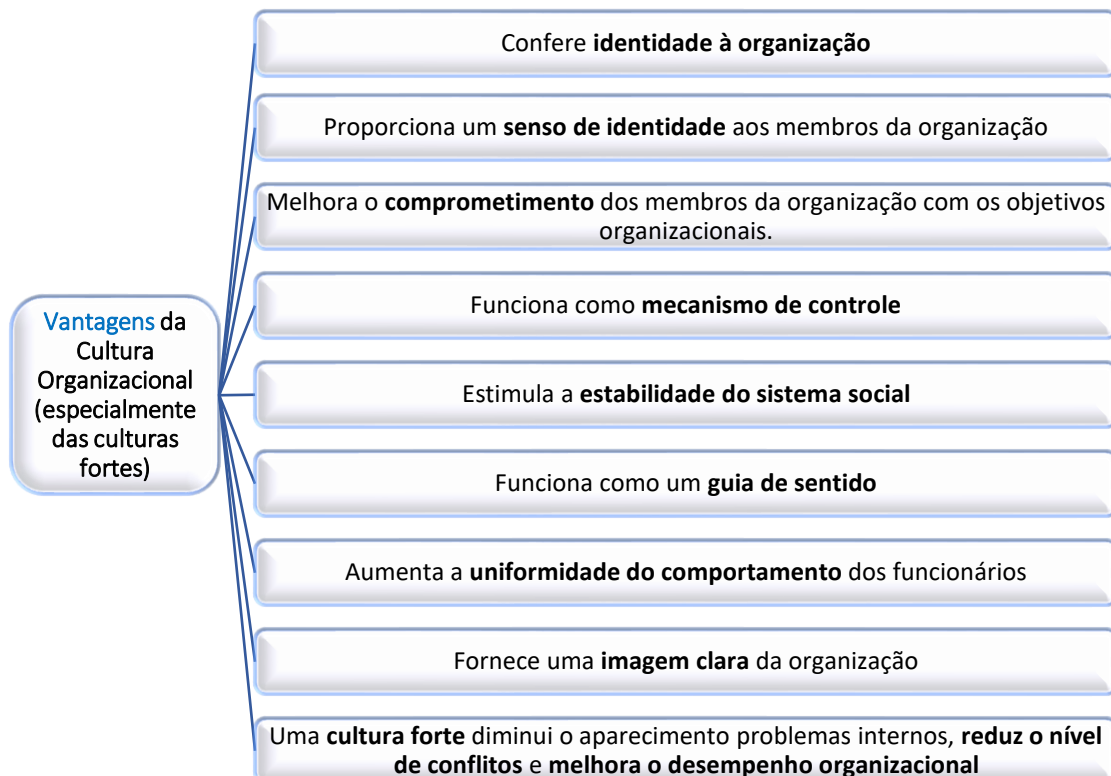 Confere identidade à organização
Proporciona um senso de identidade aos membros da organização
Melhora o comprometimento dos membros da organização com os objetivos
organizacionais.
Funciona como mecanismo de controle
Vantagens da
Cultura
Organizacional
(especialmente
das culturas
fortes)
Estimula a estabilidade do sistema social
Funciona como um guia de sentido
Aumenta a uniformidade do comportamento dos funcionários
Fornece uma imagem clara da organização
Uma cultura forte diminui o aparecimento problemas internos, reduz o nível
de conflitos e melhora o desempenho organizacional